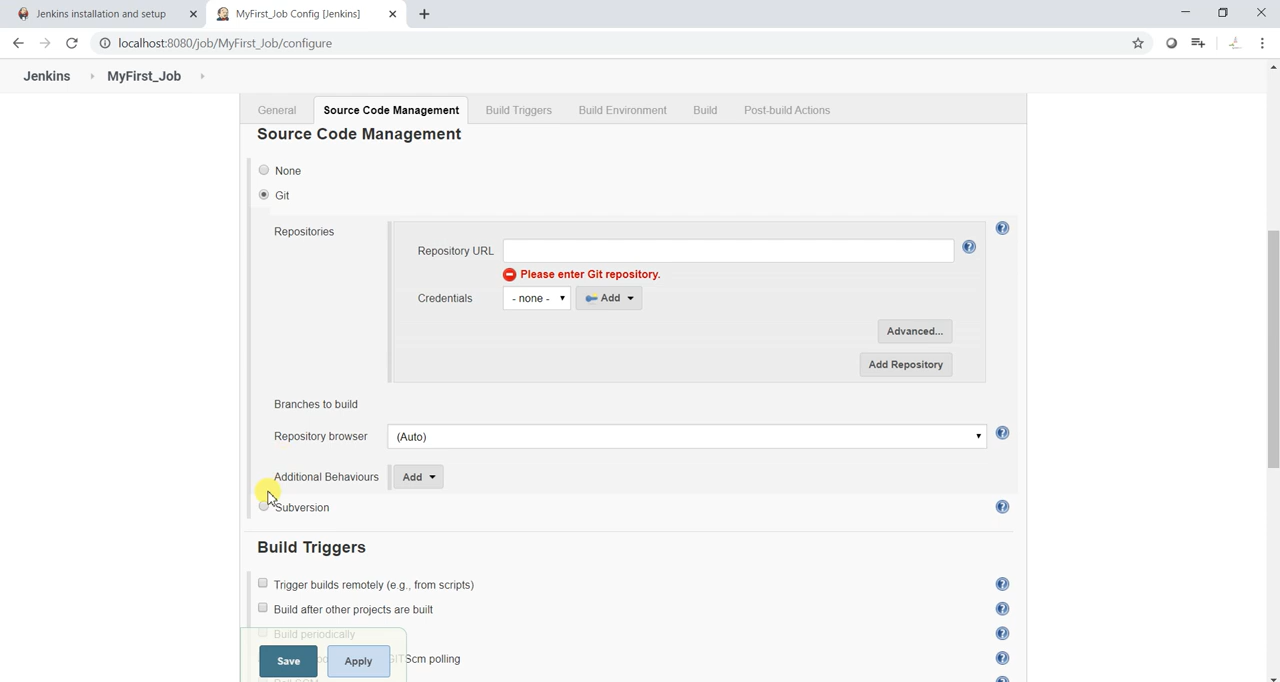 Jenkins installation and setup
MyFirst_Job Config [Jenkins]
localhost:8080/job/MyFirst_Job/configure
Jenkins
MyFirst_Job
General
Source Code Management
Build Triggers
Build Environment
Build
Post-build Actions
Source Code Management
None
Git
Repositories
Repository URL
Please enter Git repository.
Credentials
- none -
Add
Advanced...
Add Repository
Branches to build
Repository browser
(Auto)
Additional Behaviours
Add
Subversion
Build Triggers
Trigger builds remotely (e.g., from scripts)
Build after other projects are built
Build periodically
GITScm polling
Save
Apply